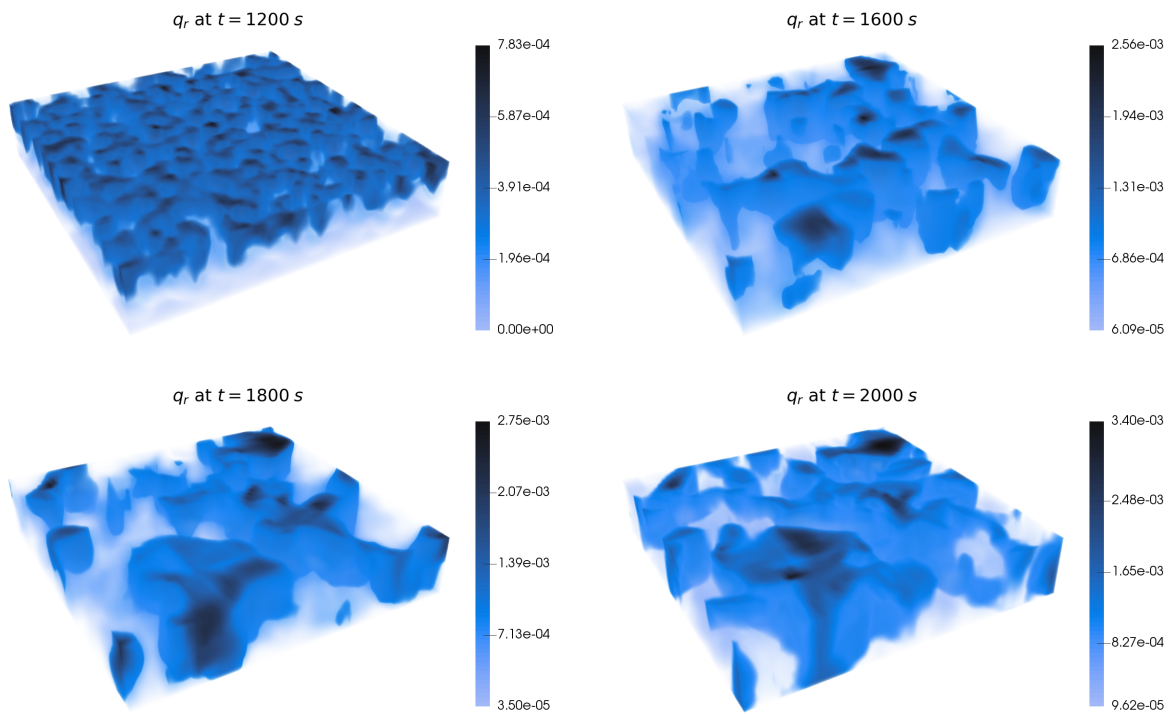 q_r at t = 1200 s
7.83e-04
5.87e-04
3.91e-04
1.96e-04
0.00e+00
q_r at t = 1600 s
2.56e-03
1.94e-03
1.31e-03
6.86e-04
6.09e-05
q_r at t = 1800 s
2.75e-03
2.07e-03
1.39e-03
7.13e-04
3.50e-05
q_r at t = 2000 s
3.40e-03
2.48e-03
1.65e-03
8.27e-04
9.62e-05